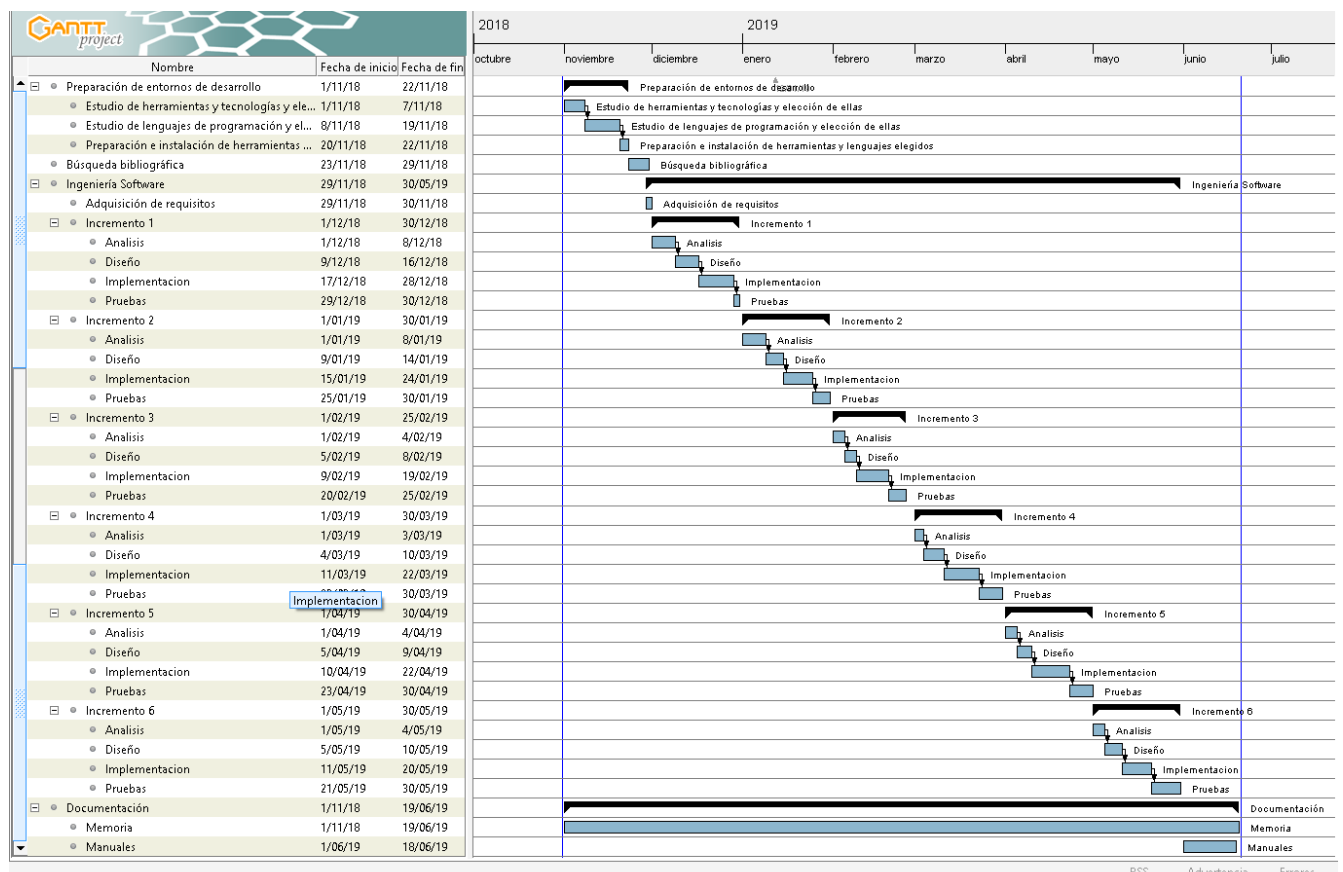 GANTT project
2018 2019
Nombre Fecha de inicio Fecha de fin octubre noviembre diciembre enero febrero marzo abril mayo junio julio
Preparación de entornos de desarrollo 1/11/18 22/11/18 Preparación de entornos de desarrollo
Estudio de herramientas y tecnologías y ele... 1/11/18 7/11/18 Estudio de herramientas y tecnologías y elección de ellas
Estudio de lenguajes de programación y el... 8/11/18 19/11/18 Estudio de lenguajes de programación y elección de ellas
Preparación e instalación de herramientas ... 20/11/18 22/11/18 Preparación e instalación de herramientas y lenguajes elegidos
Búsqueda bibliográfica 23/11/18 29/11/18 Búsqueda bibliográfica
Ingeniería Software 29/11/18 30/05/19 Ingeniería Software
Adquisición de requisitos 29/11/18 30/11/18 Adquisición de requisitos
Incremento 1 1/12/18 30/12/18 Incremento 1
Analisis 1/12/18 8/12/18 Analisis
Diseño 9/12/18 16/12/18 Diseño
Implementacion 17/12/18 28/12/18 Implementacion
Pruebas 29/12/18 30/12/18 Pruebas
Incremento 2 1/01/19 30/01/19 Incremento 2
Analisis 1/01/19 8/01/19 Analisis
Diseño 9/01/19 14/01/19 Diseño
Implementacion 15/01/19 24/01/19 Implementacion
Pruebas 25/01/19 30/01/19 Pruebas
Incremento 3 1/02/19 25/02/19 Incremento 3
Analisis 1/02/19 4/02/19 Analisis
Diseño 5/02/19 8/02/19 Diseño
Implementacion 9/02/19 19/02/19 Implementacion
Pruebas 20/02/19 25/02/19 Pruebas
Incremento 4 1/03/19 30/03/19 Incremento 4
Analisis 1/03/19 3/03/19 Analisis
Diseño 4/03/19 10/03/19 Diseño
Implementacion 11/03/19 22/03/19 Implementacion
Pruebas 30/03/19 Pruebas
Implementacion
Incremento 5 1/04/19 30/04/19 Incremento 5
Analisis 1/04/19 4/04/19 Analisis
Diseño 5/04/19 9/04/19 Diseño
Implementacion 10/04/19 22/04/19 Implementacion
Pruebas 23/04/19 30/04/19 Pruebas
Incremento 6 1/05/19 30/05/19 Incremento 6
Analisis 1/05/19 4/05/19 Analisis
Diseño 5/05/19 10/05/19 Diseño
Implementacion 11/05/19 20/05/19 Implementacion
Pruebas 21/05/19 30/05/19 Pruebas
Documentación 1/11/18 19/06/19 Documentación
Memoria 1/11/18 19/06/19 Memoria
Manuales 1/06/19 18/06/19 Manuales